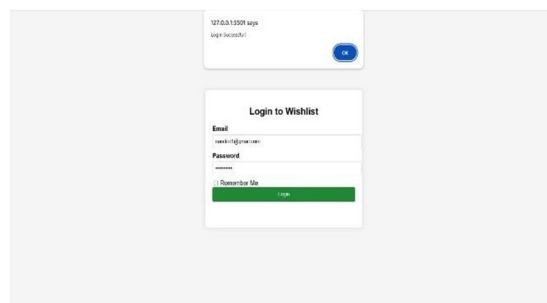 127.0.0.1:5501 says
Login Successful!
OK
Login to Wishlist
Email
Password
Remember Me
Login